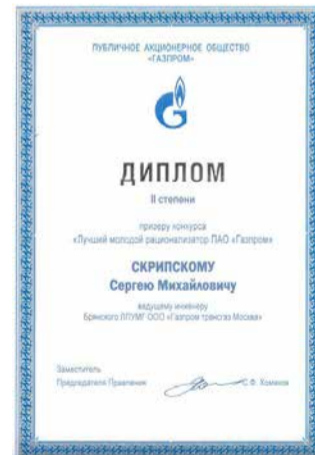 ПУБЛИЧНОЕ АКЦИОНЕРНОЕ ОБЩЕСТВО
«ГАЗПРОМ»
ДИПЛОМ
II степени
призеру конкурса
«Лучший молодой рационализатор ПАО «Газпром»
СКРИПСКОМУ
Сергею Михайловичу
ведущему инженеру
Брянского ЛПУМГ ООО «Газпром трансгаз Москва»
Заместитель
Председателя Правления
С.Ф. Хомяков